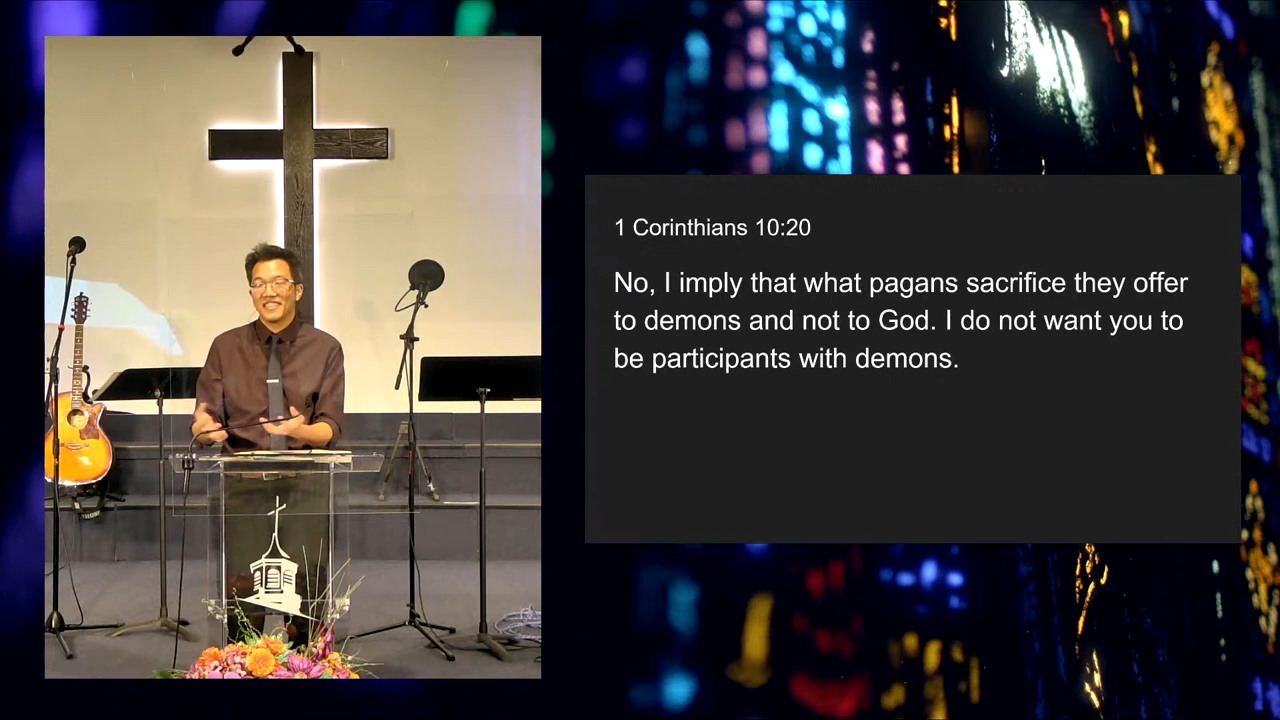 1 Corinthians 10:20
No, I imply that what pagans sacrifice they offer
to demons and not to God. I do not want you to
be participants with demons.